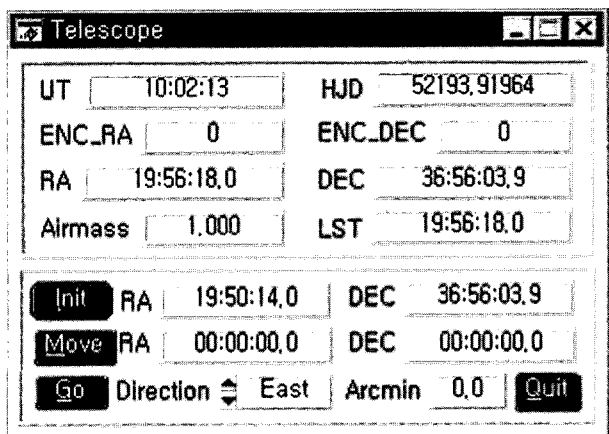 Telescope
UT 10:02:13 HJD 52193,91964
ENC_RA 0 ENC_DEC 0
RA 19:56:18,0 DEC 36:56:03,9
Airmass 1,000 LST 19:56:18,0
Init RA 19:50:14,0 DEC 36:56:03,9
Move RA 00:00:00,0 DEC 00:00:00,0
Go Direction East Arcmin 0,0 Quit